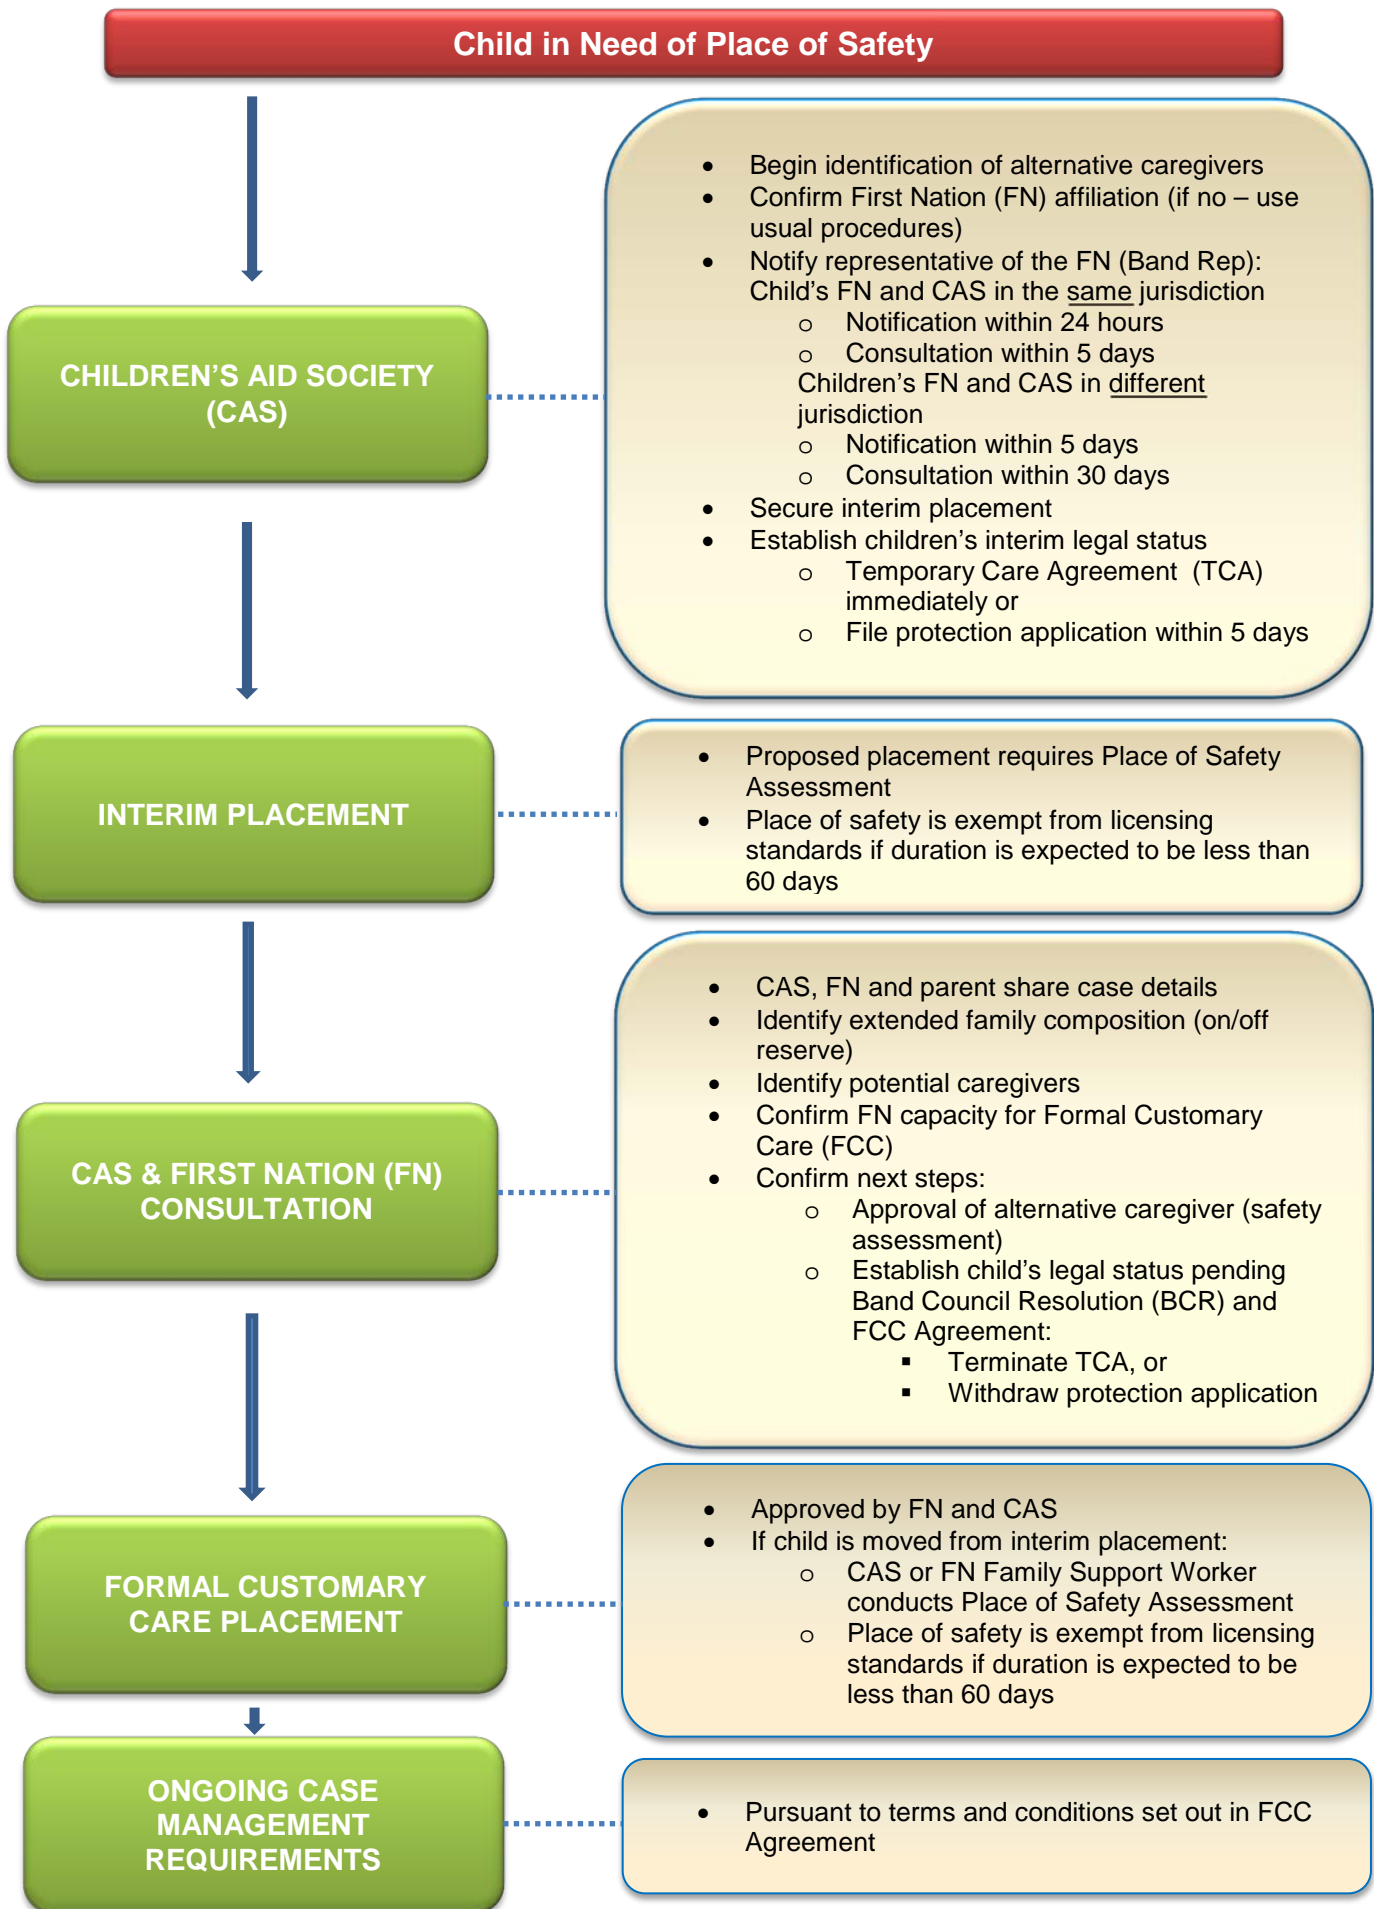 Child in Need of Place of Safety
• Begin identification of alternative caregivers
• Confirm First Nation (FN) affiliation (if no – use
usual procedures)
• Notify representative of the FN (Band Rep):
Child’s FN and CAS in the same jurisdiction
o Notification within 24 hours
o Consultation within 5 days
Children’s FN and CAS in different
jurisdiction
o Notification within 5 days
o Consultation within 30 days
• Secure interim placement
• Establish children’s interim legal status
o Temporary Care Agreement (TCA)
immediately or
o File protection application within 5 days
CHILDREN’S AID SOCIETY
(CAS)
INTERIM PLACEMENT
• Proposed placement requires Place of Safety
Assessment
• Place of safety is exempt from licensing
standards if duration is expected to be less than
60 days
CAS & FIRST NATION (FN)
CONSULTATION
• CAS, FN and parent share case details
• Identify extended family composition (on/off
reserve)
• Identify potential caregivers
• Confirm FN capacity for Formal Customary
Care (FCC)
• Confirm next steps:
o Approval of alternative caregiver (safety
assessment)
o Establish child’s legal status pending
Band Council Resolution (BCR) and
FCC Agreement:
▪ Terminate TCA, or
▪ Withdraw protection application
FORMAL CUSTOMARY
CARE PLACEMENT
• Approved by FN and CAS
• If child is moved from interim placement:
o CAS or FN Family Support Worker
conducts Place of Safety Assessment
o Place of safety is exempt from licensing
standards if duration is expected to be
less than 60 days
ONGOING CASE
MANAGEMENT
REQUIREMENTS
• Pursuant to terms and conditions set out in FCC
Agreement